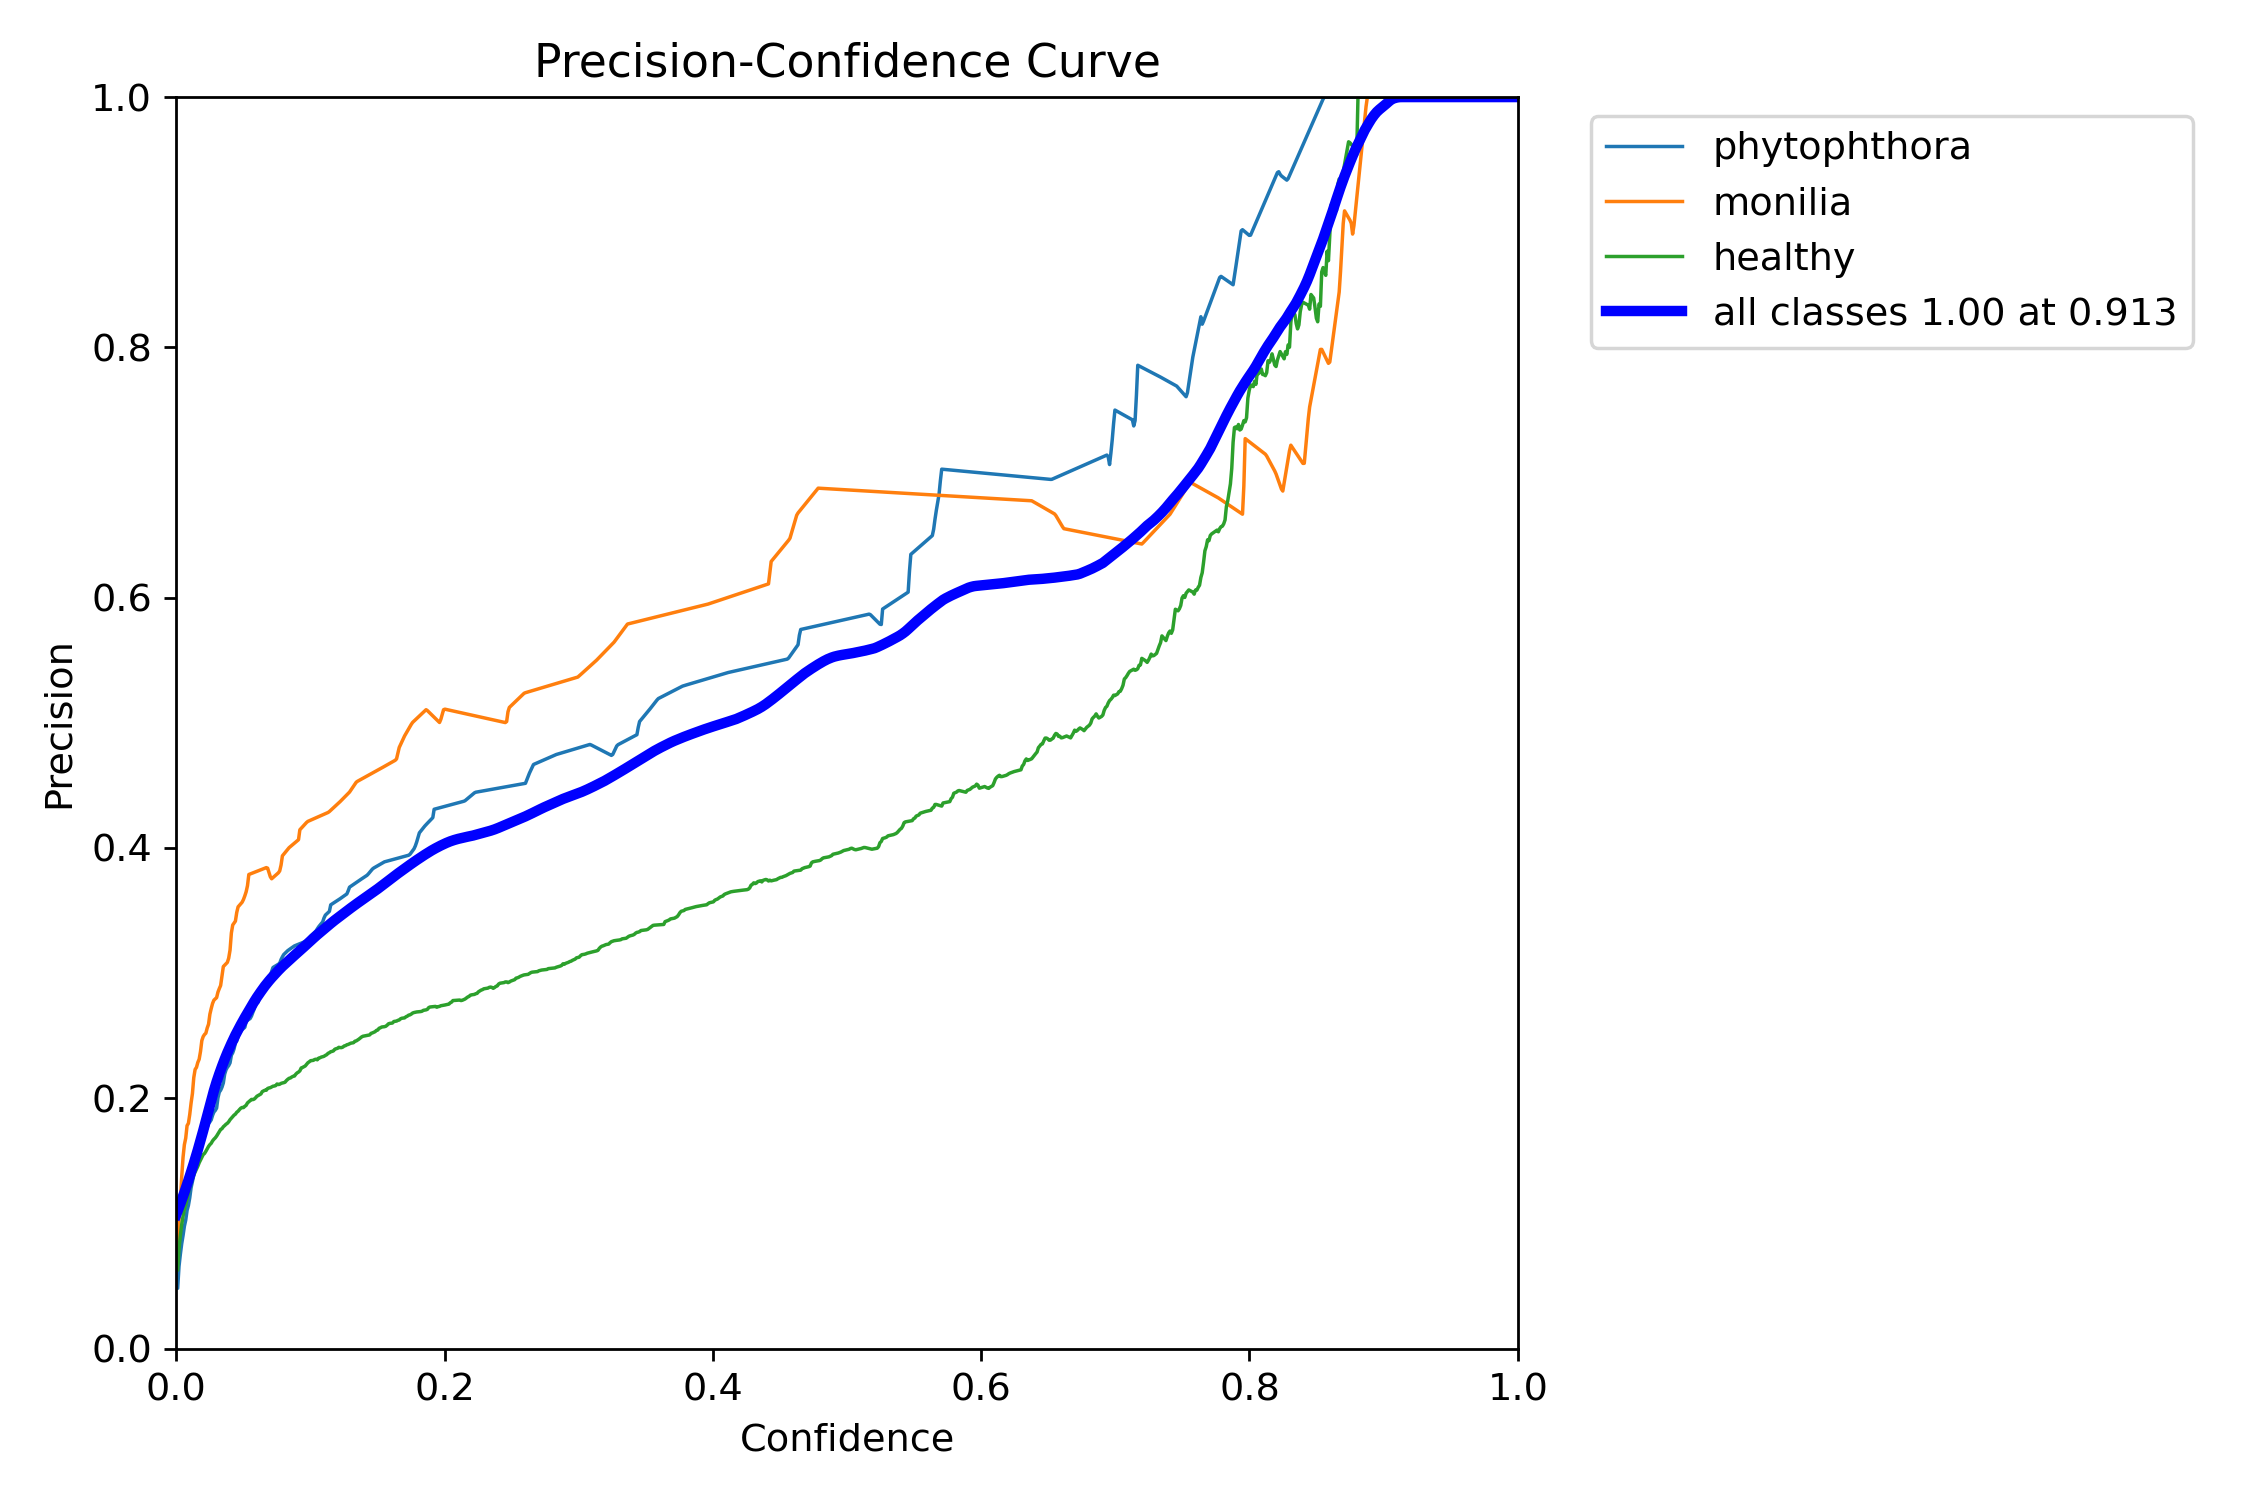 Precision-Confidence Curve
1.0
0.8
0.6
0.4
0.2
0.0
Precision
0.0 0.2 0.4 0.6 0.8 1.0
Confidence
phytophthora
monilia
healthy
all classes 1.00 at 0.913